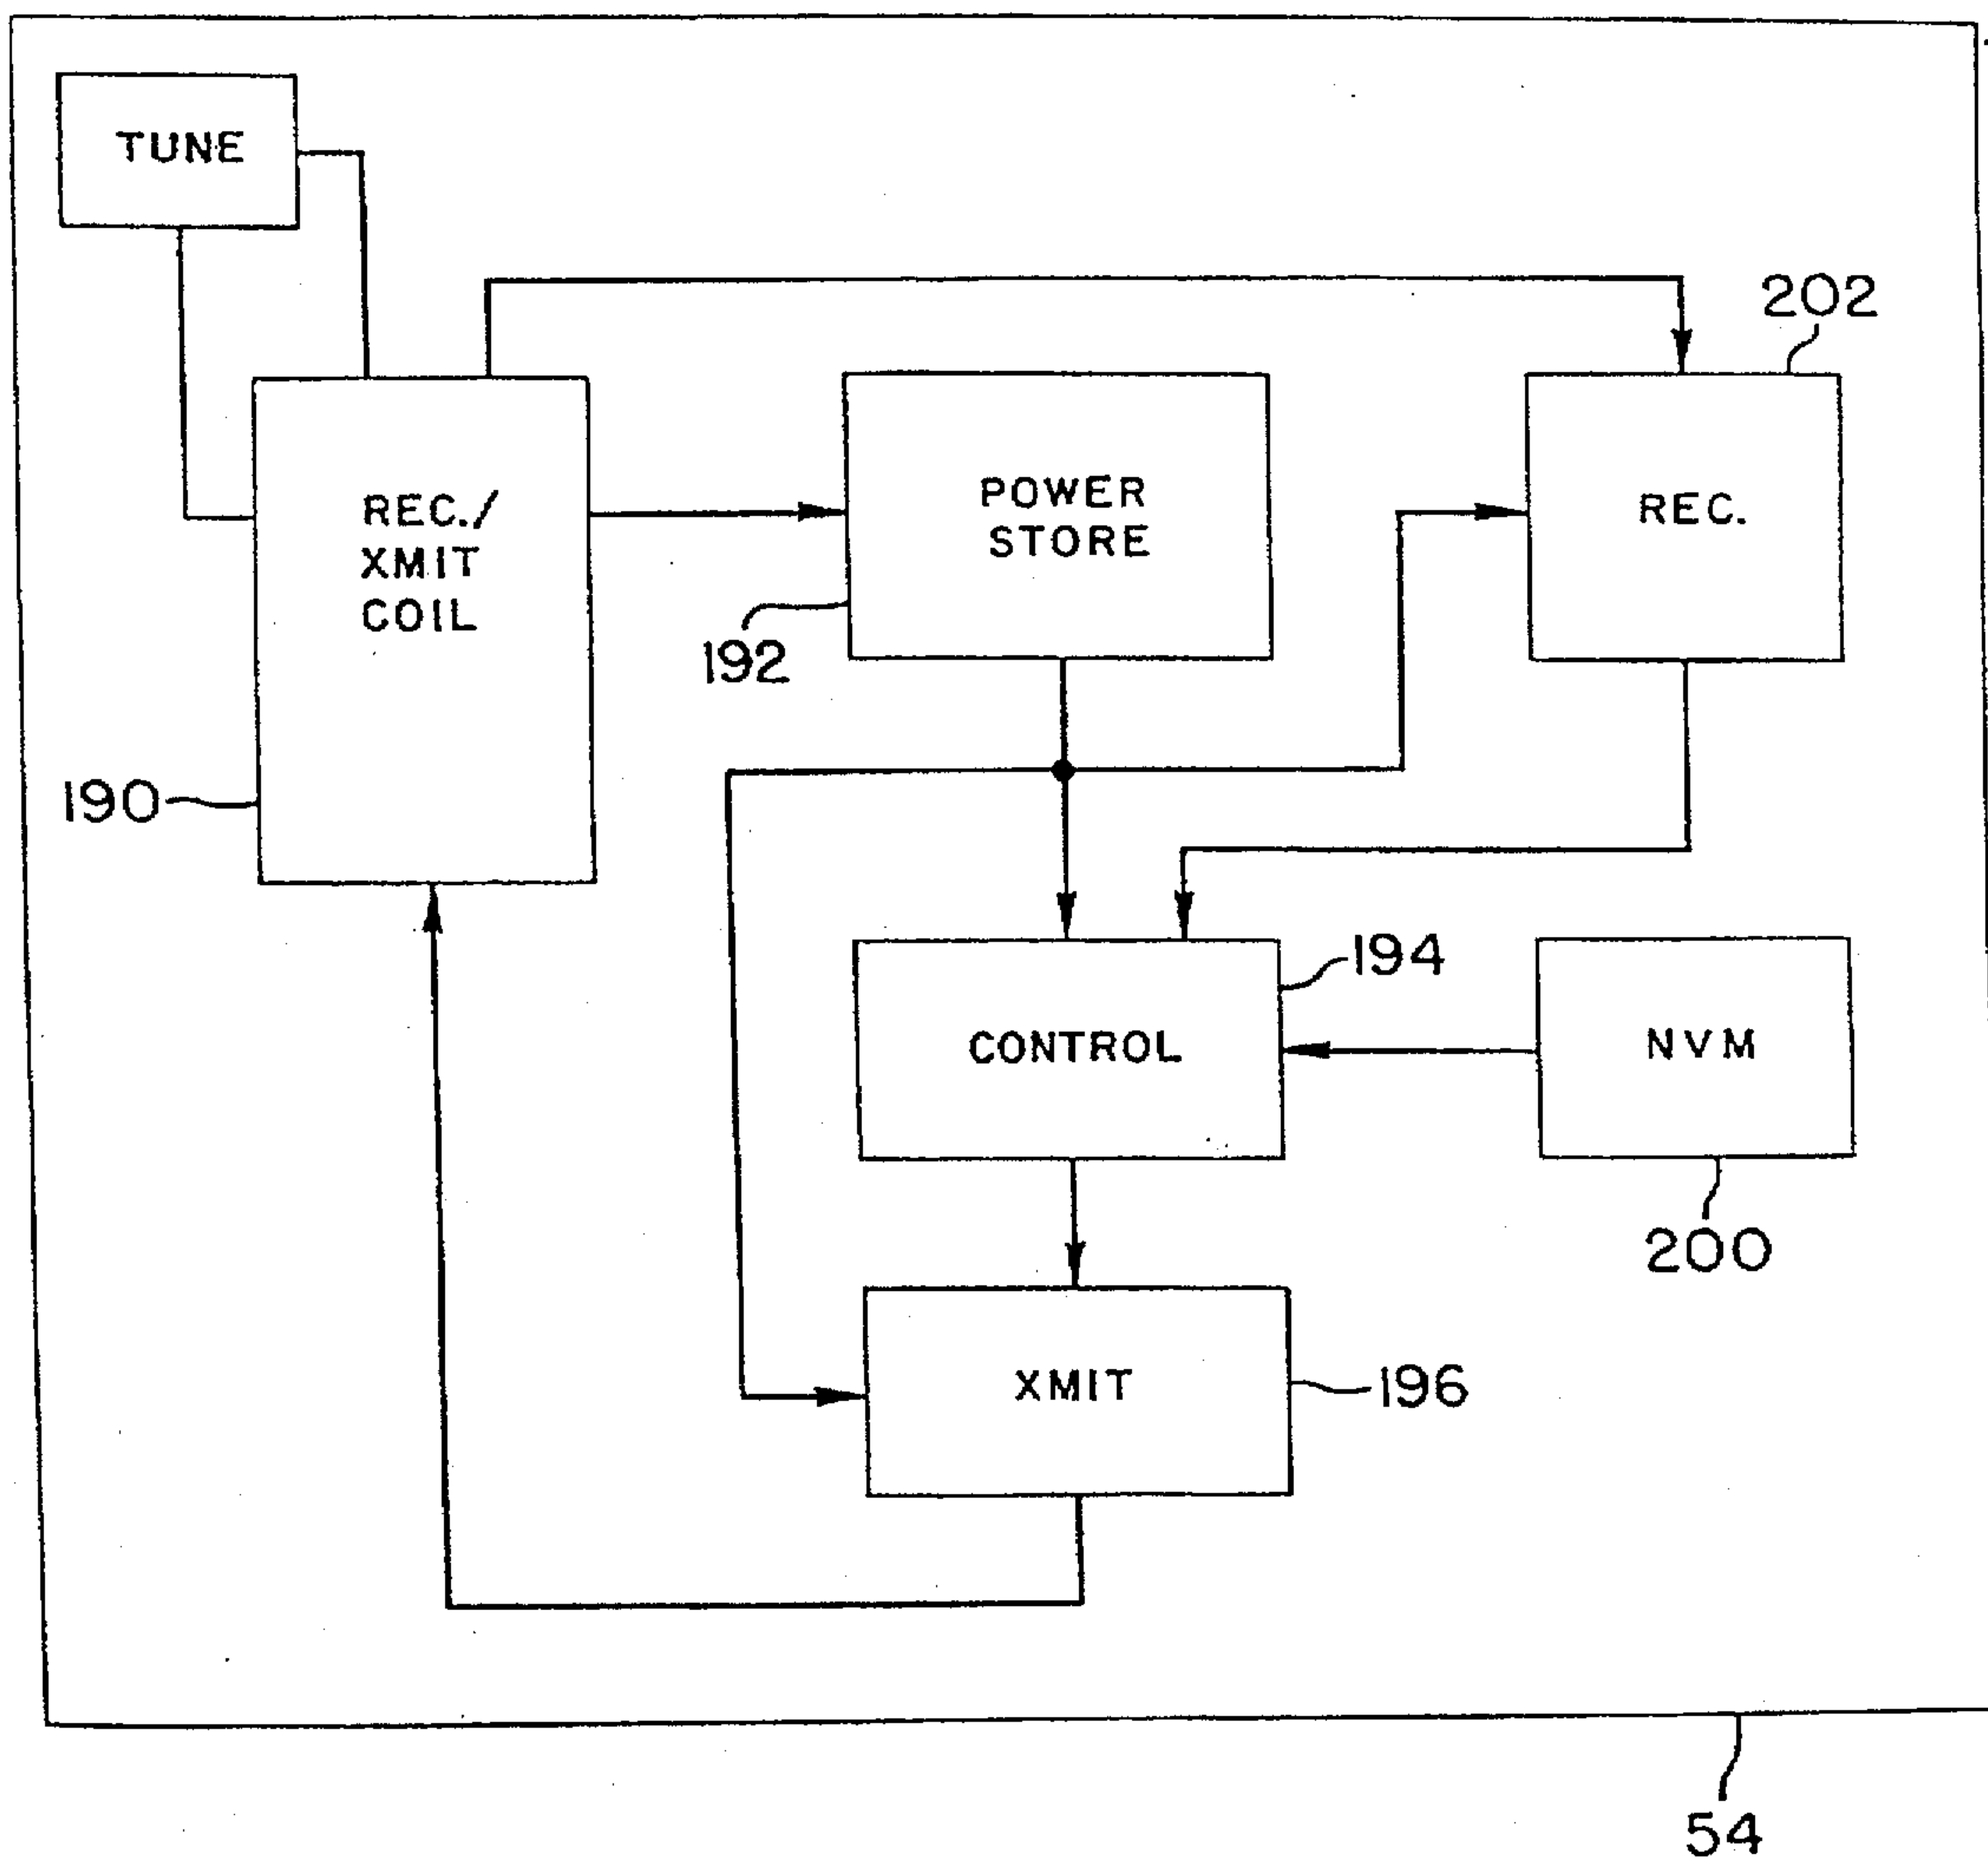 TUNE
202
REC./
XMIT
COIL
POWER
STORE
REC.
192
190
194
CONTROL
NVM
200
XMIT
196
54